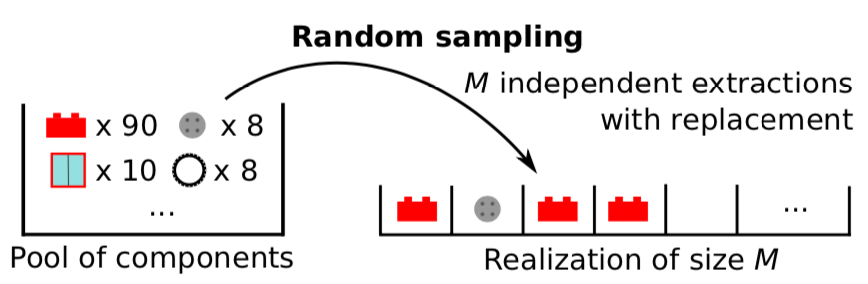 Random sampling
M independent extractions
with replacement
x 90 x 8
x 10 x 8
...
...
Pool of components
Realization of size M